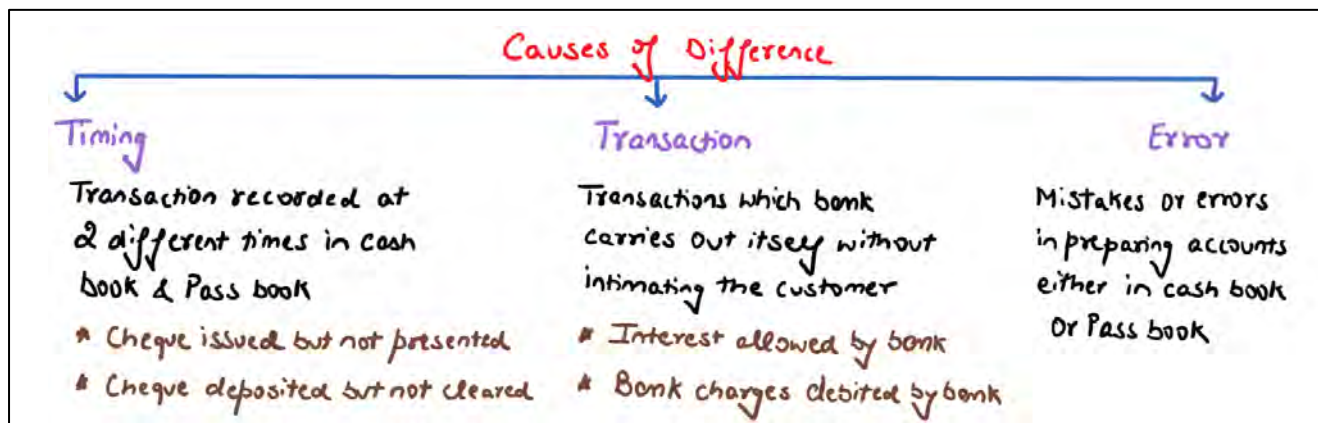 Causes of Difference
Timing
Transaction recorded at
2 different times in cash
book & Pass book
* Cheque issued but not presented
* Cheque deposited but not cleared
Transaction
Transactions which bank
carries out itself without
intimating the customer
* Interest allowed by bank
* Bank charges debited by bank
Error
Mistakes or errors
in preparing accounts
either in cash book
or Pass book